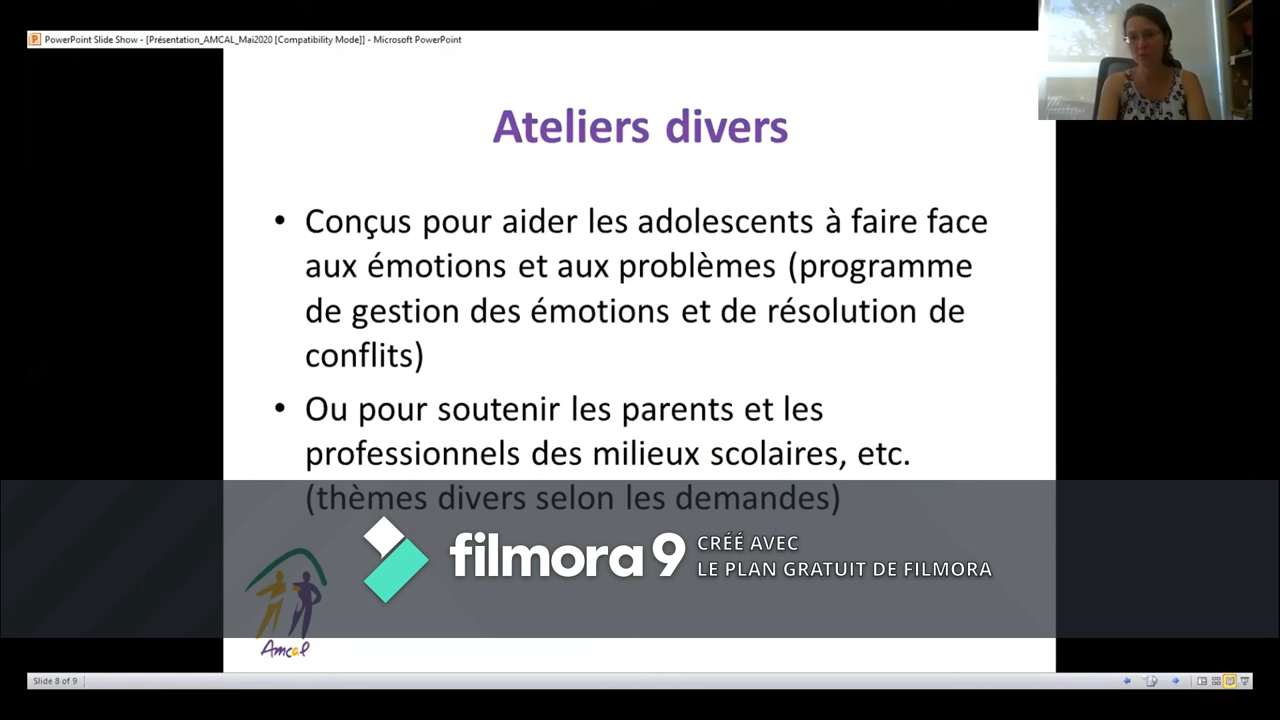 PowerPoint Slide Show - [Présentation_AMCAL_Mai2020 [Compatibility Mode]] - Microsoft PowerPoint
Ateliers divers
• Conçus pour aider les adolescents à faire face
aux émotions et aux problèmes (programme
de gestion des émotions et de résolution de
conflits)
• Ou pour soutenir les parents et les
professionnels des milieux scolaires, etc.
(thèmes divers selon les demandes)
filmora 9
CRÉÉ AVEC
LE PLAN GRATUIT DE FILMORA
Amcal
Slide 8 of 9